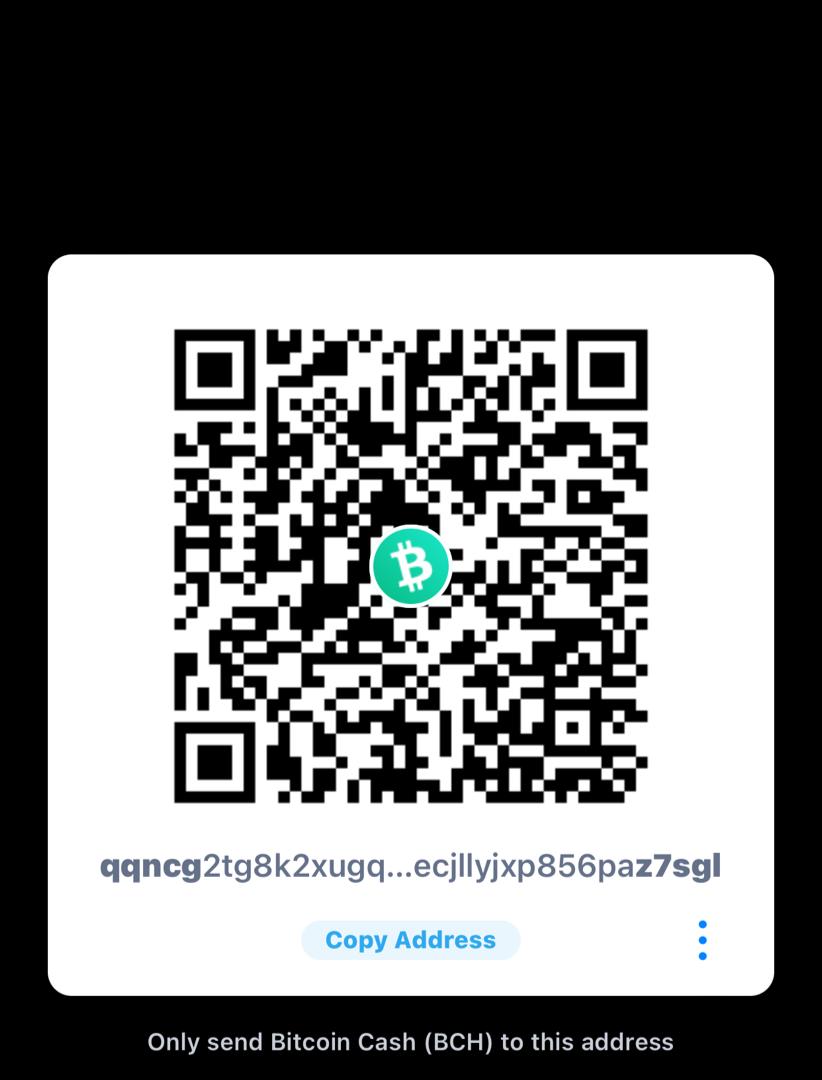 qqncg2tg8k2xugq...ecjllyjxp856paz7sgl
Copy Address
Only send Bitcoin Cash (BCH) to this address